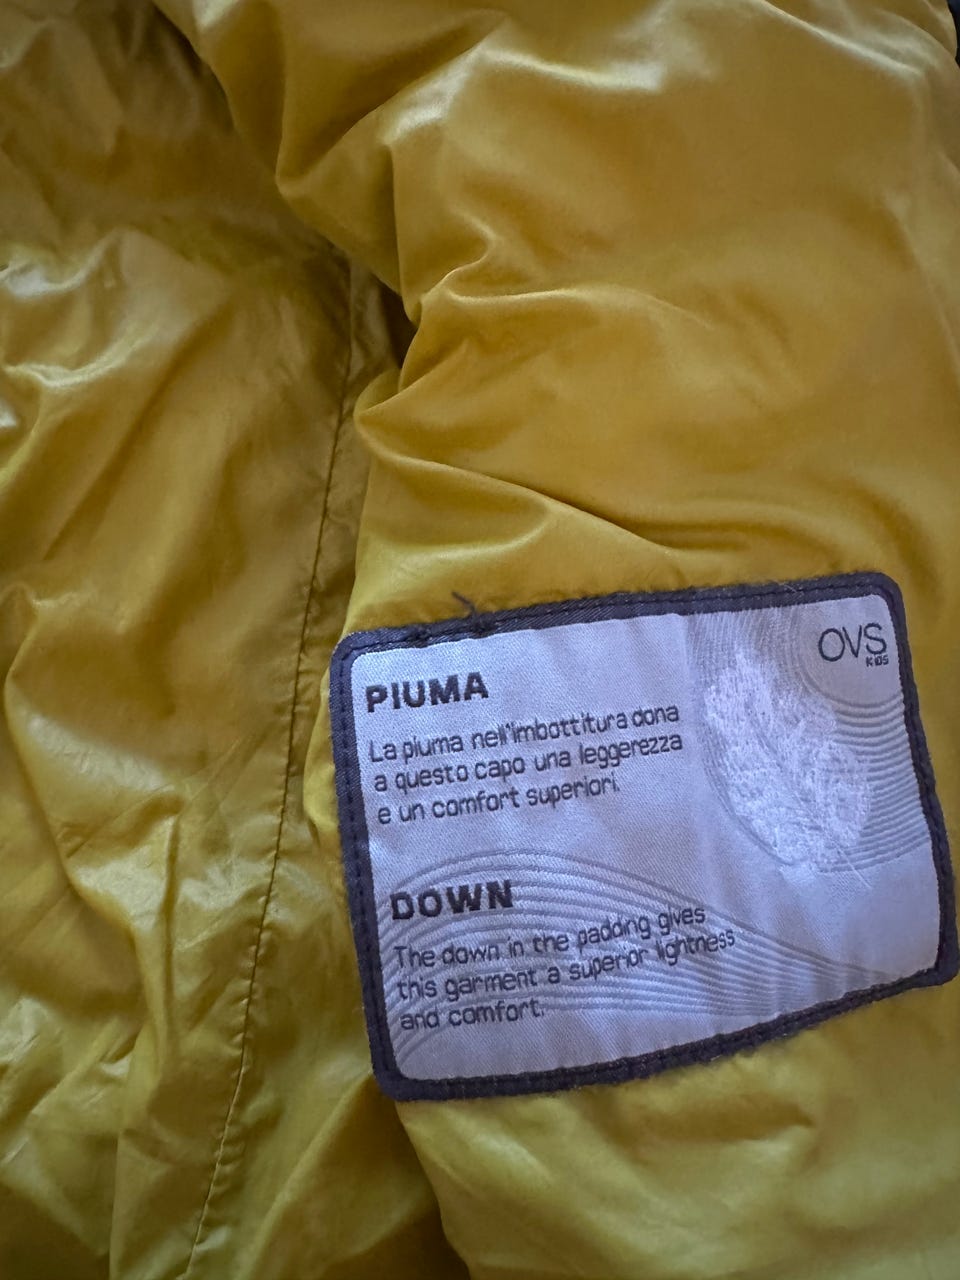 OVS
KIDS
PIUMA
La piuma nell'imbottitura dona
a questo capo una leggerezza
e un comfort superiori.
DOWN
The down in the padding gives
this garment a superior lightness
and comfort.